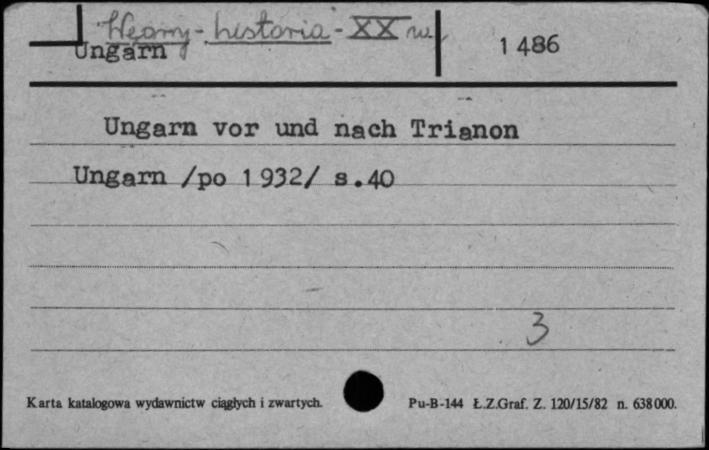 Węgry - historia - XX w.
Ungarn
1486
Ungarn vor und nach Trianon
Ungarn /po 1932/ s.40
3
Karta katalogowa wydawnictw ciągłych i zwartych.
Pu-B-144 Ł.Z.Graf. Z. 120/15/82 n. 638000.